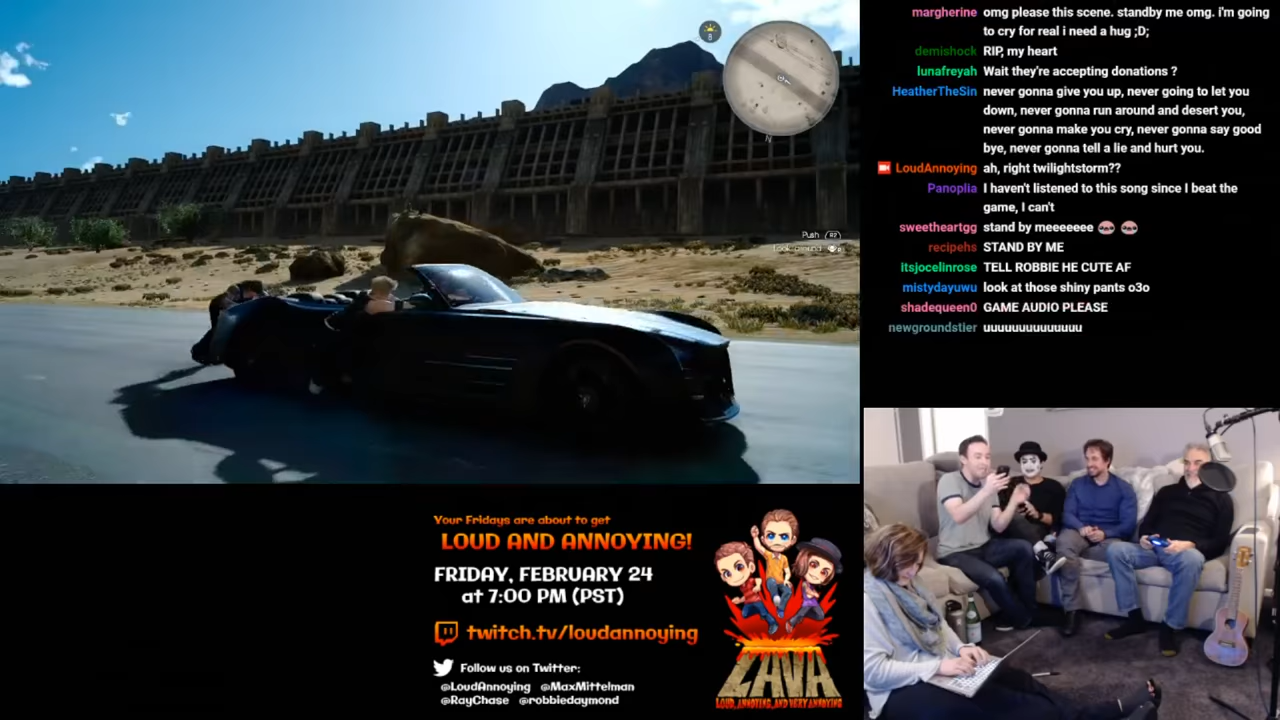 B
N
Push R2
Look around
margherine omg please this scene. standby me omg. i'm going
to cry for real i need a hug ;D;
demishock RIP, my heart
lunafreyah Wait they're accepting donations ?
HeatherTheSin never gonna give you up, never going to let you
down, never gonna run around and desert you,
never gonna make you cry, never gonna say good
bye, never gonna tell a lie and hurt you.
LoudAnnoying ah, right twilightstorm??
Panoplia I haven't listened to this song since I beat the
game, I can't
sweetheartgg stand by meeeeeee
recipehs STAND BY ME
itsjocelinrose TELL ROBBIE HE CUTE AF
mistydayuwu look at those shiny pants o3o
shadequeen0 GAME AUDIO PLEASE
newgroundstier uuuuuuuuuuuuuu
Your Fridays are about to get
LOUD AND ANNOYING!
FRIDAY, FEBRUARY 24
at 7:00 PM (PST)
twitch.tv/loudannoying
Follow us on Twitter:
@LoudAnnoying @MaxMittelman
@RayChase @robbiedaymond
LAVA
LOUD, ANNOYING, AND VERY ANNOYING